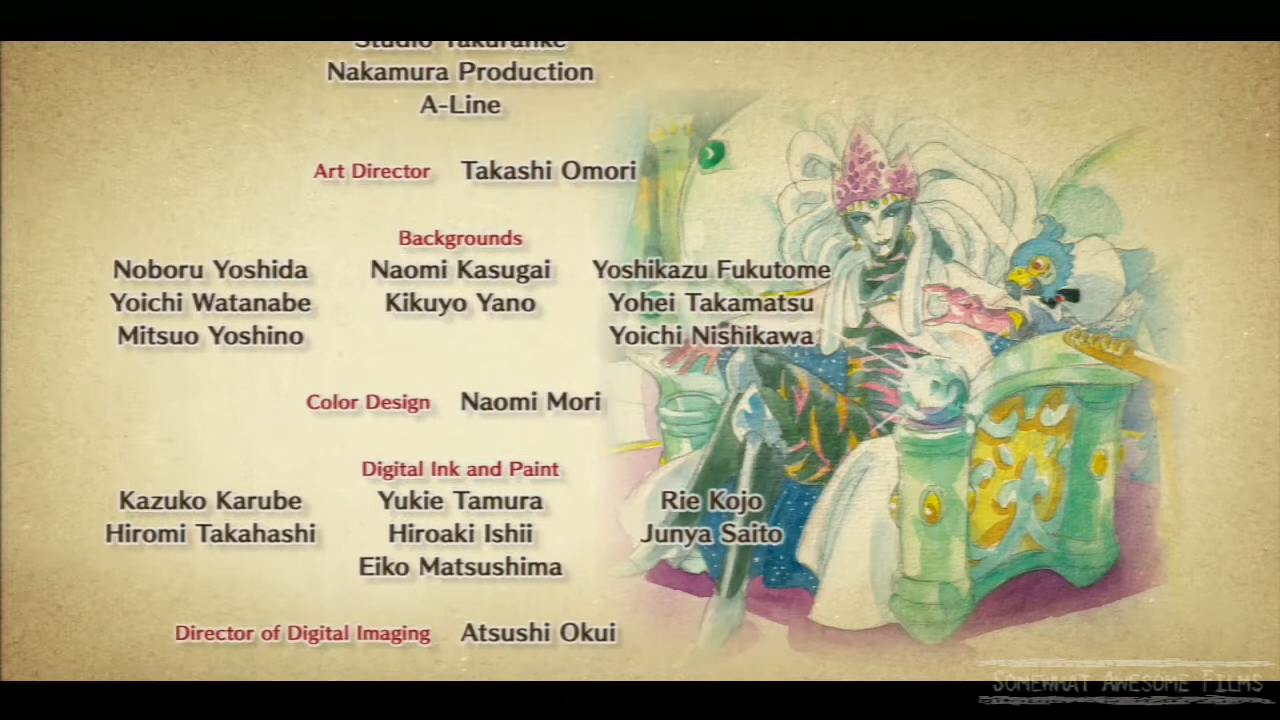 Studio Takuranke
Nakamura Production
A-Line
Art Director Takashi Omori
Backgrounds
Noboru Yoshida Naomi Kasugai Yoshikazu Fukutome
Yoichi Watanabe Kikuyo Yano Yohei Takamatsu
Mitsuo Yoshino Yoichi Nishikawa
Color Design Naomi Mori
Digital Ink and Paint
Kazuko Karube Yukie Tamura Rie Kojo
Hiromi Takahashi Hiroaki Ishii Junya Saito
Eiko Matsushima
Director of Digital Imaging Atsushi Okui
Somewhat Awesome Films